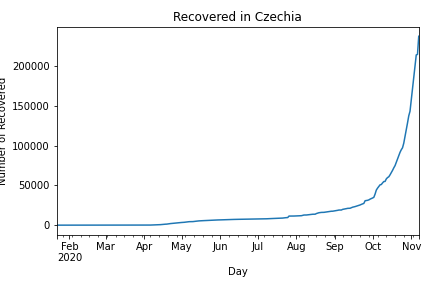 Recovered in Czechia
Number of Recovered
200000
150000
100000
50000
0
Feb Mar Apr May Jun Jul Aug Sep Oct Nov
2020
Day